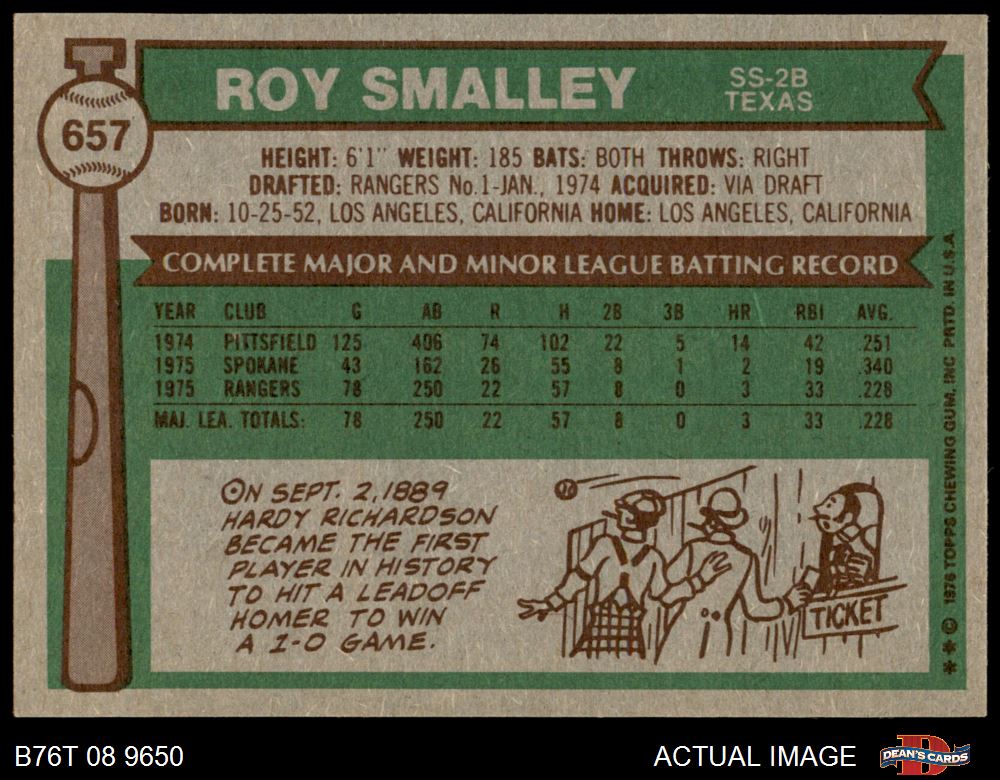 ROY SMALLEY
SS-2B
TEXAS
657
HEIGHT: 6'1" WEIGHT: 185 BATS: BOTH THROWS: RIGHT
DRAFTED: RANGERS No.1-JAN., 1974 ACQUIRED: VIA DRAFT
BORN: 10-25-52, LOS ANGELES, CALIFORNIA HOME: LOS ANGELES, CALIFORNIA
COMPLETE MAJOR AND MINOR LEAGUE BATTING RECORD
YEAR CLUB G AB R H 2B 3B HR RBI AVG.
1974 PITTSFIELD 125 406 74 102 22 5 14 42 .251
1975 SPOKANE 43 162 26 55 8 1 2 19 .340
1975 RANGERS 78 250 22 57 8 0 3 33 .228
MAJ. LEA. TOTALS: 78 250 22 57 8 0 3 33 .228
ON SEPT. 2, 1889
HARDY RICHARDSON
BECAME THE FIRST
PLAYER IN HISTORY
TO HIT A LEADOFF
HOMER TO WIN
A 1-0 GAME.
TICKET
** © 1976 TOPPS CHEWING GUM, INC PRTD. IN U.S.A.
B76T 08 9650
ACTUAL IMAGE
D
DEAN'S CARDS